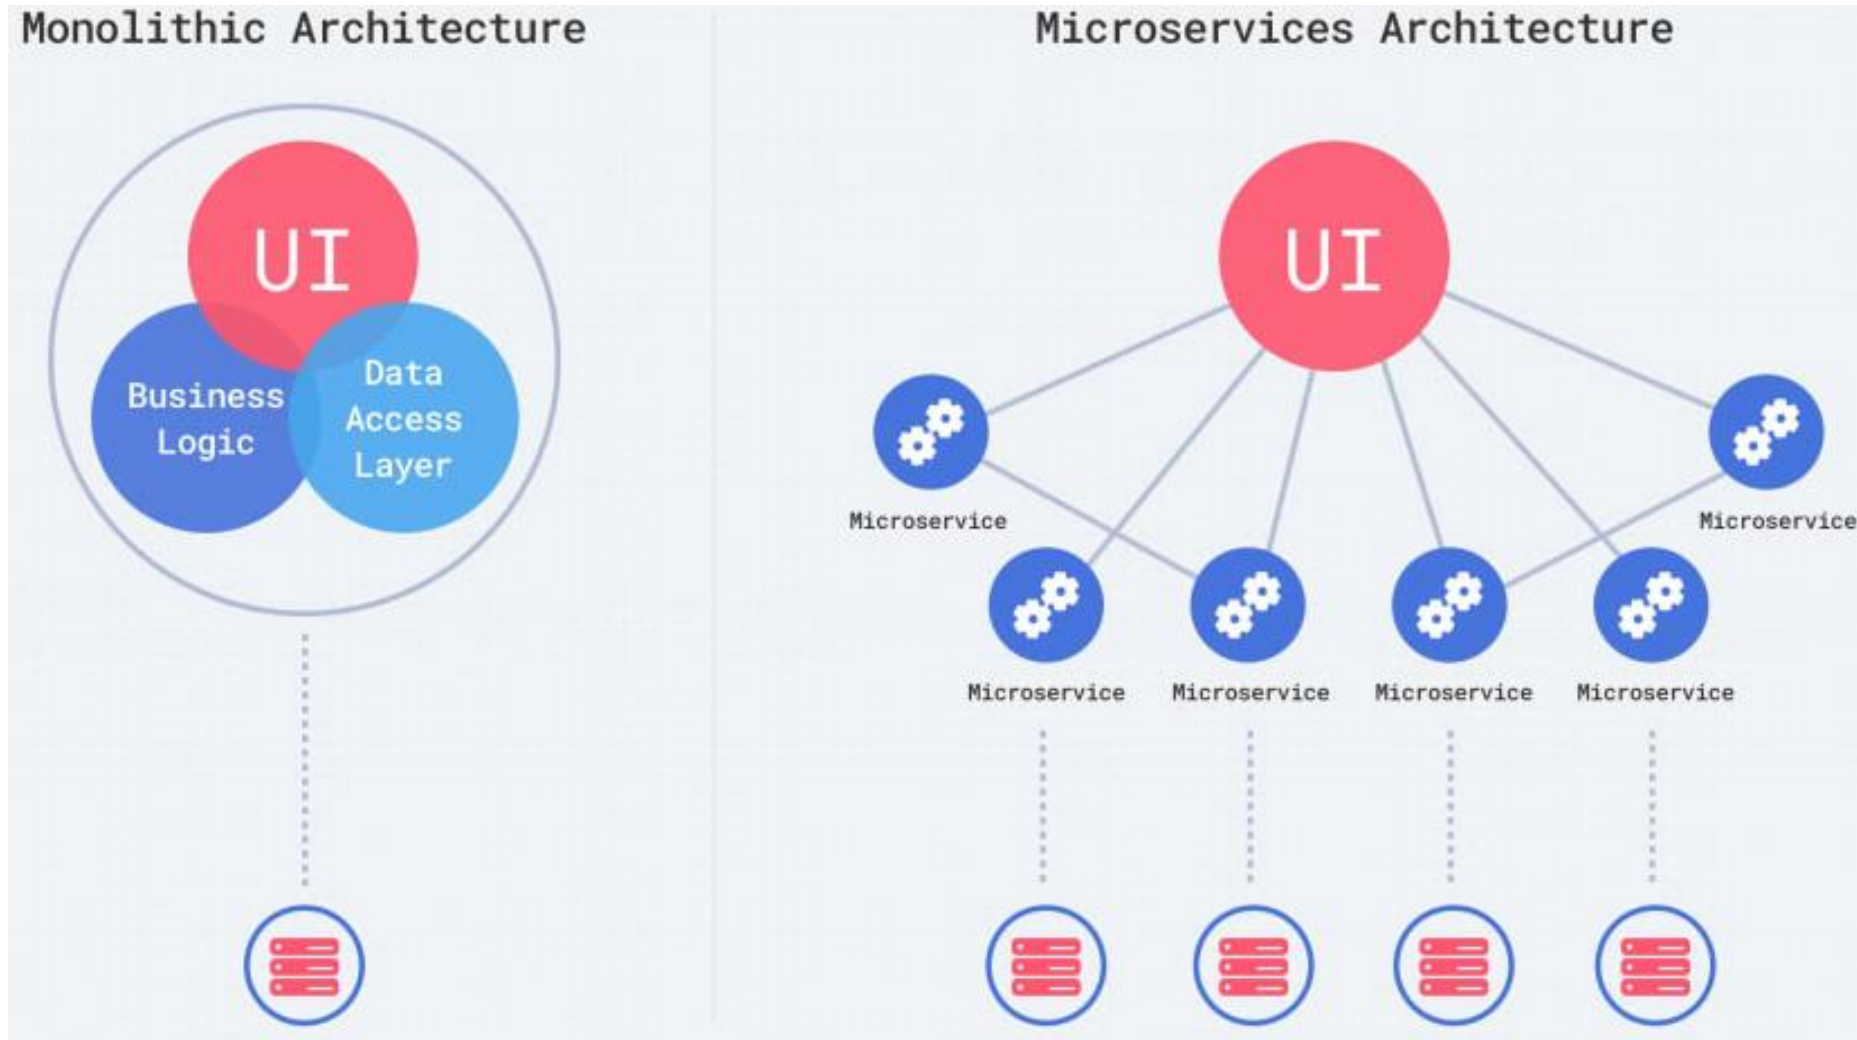 Monolithic Architecture
Microservices Architecture
UI
Business
Logic
Data
Access
Layer
UI
Microservice
Microservice
Microservice
Microservice
Microservice
Microservice